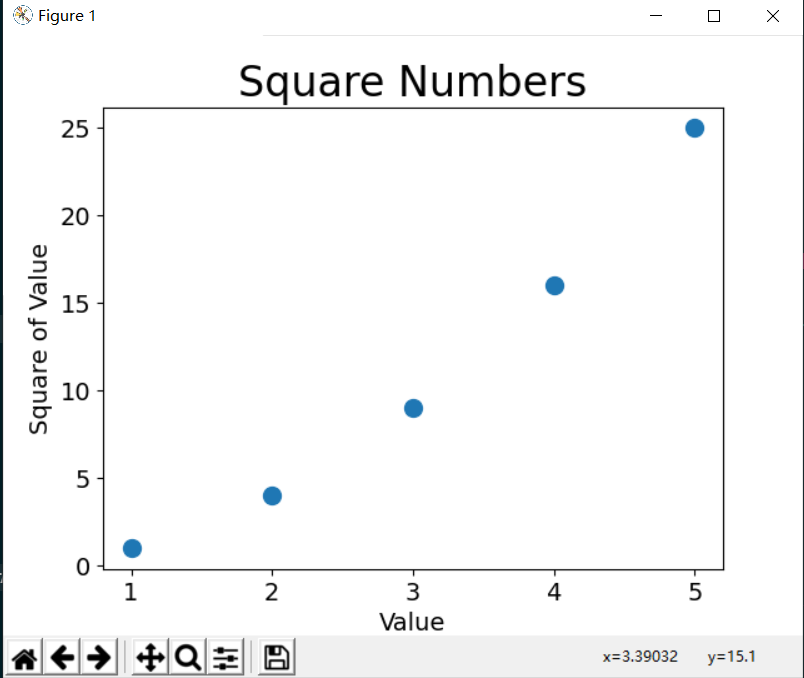 Figure 1
Square Numbers
25
20
15
10
5
0
Square of Value
1 2 3 4 5
Value
x=3.39032 y=15.1